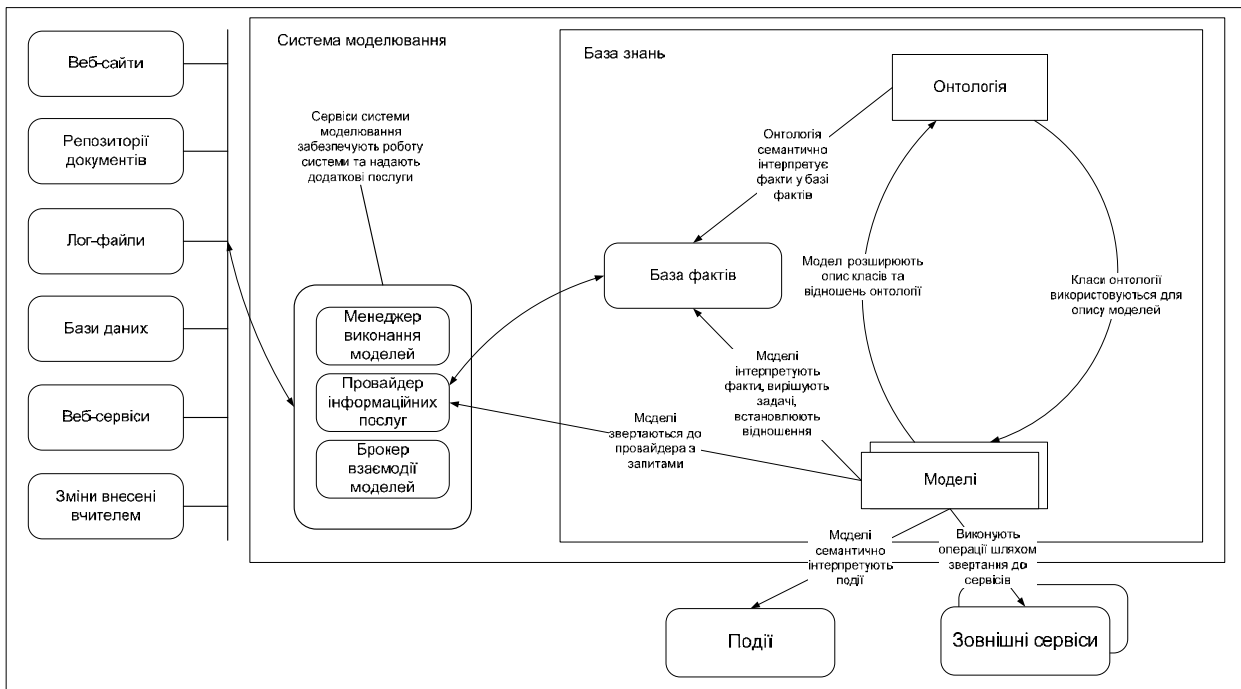 Веб-сайти
Репозиторії
документів
Лог-файли
Бази даних
Веб-сервіси
Зміни внесені
вчителем
Система моделювання
Сервіси системи
моделювання
забезпечують роботу
системи та надають
додаткові послуги
Менеджер
виконання
моделей
Провайдер
інформаційних
послуг
Брокер
взаємодії
моделей
База знань
Онтологія
Онтологія
семантично
інтерпретує
факти у базі
фактів
База фактів
Модел розширюють
опис класів та
відношень онтології
Класи онтології
використовуються для
опису моделей
Моделі
інтерпретують
факти, вирішують
задачі,
встановлюють
відношення
Моделі
звертаються до
провайдера з
запитами
Моделі
Моделі
семантично
інтерпретують
події
Виконують
операції шляхом
звертання до
сервісів
Події
Зовнішні сервіси